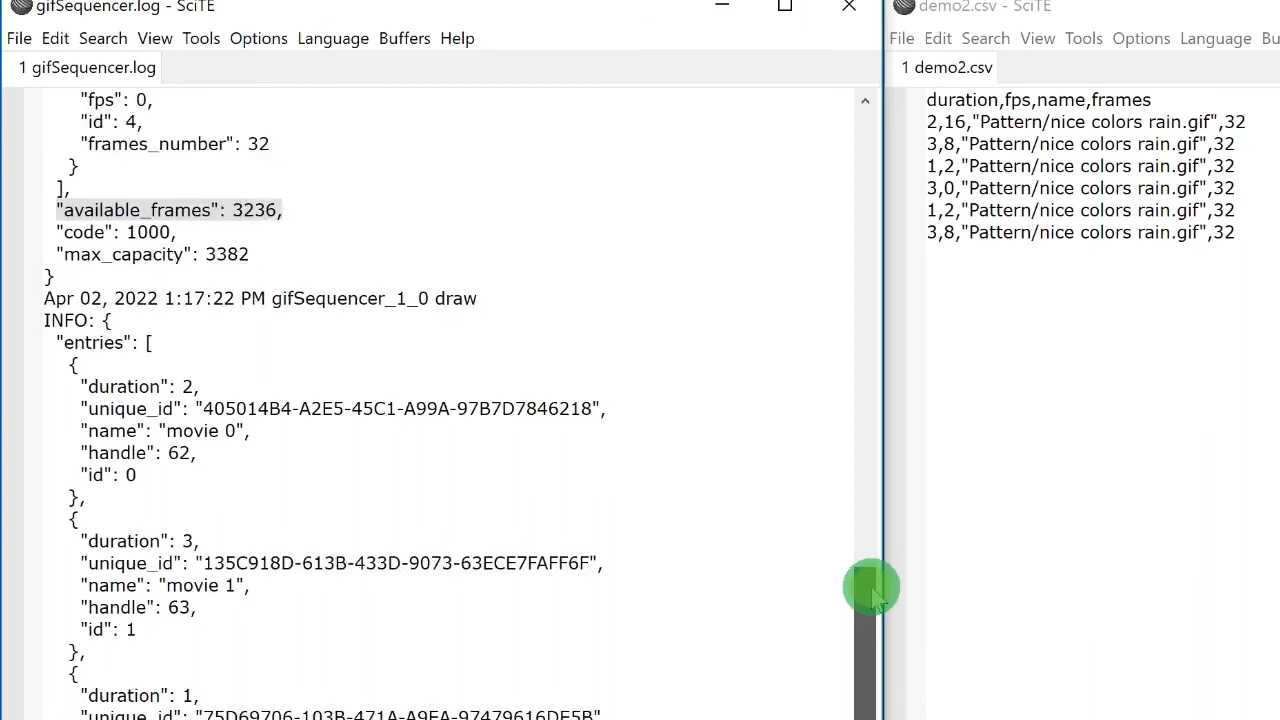 gifSequencer.log - SciTE
File Edit Search View Tools Options Language Buffers Help
1 gifSequencer.log
"fps": 0,
"id": 4,
"frames_number": 32
}
],
"available_frames": 3236,
"code": 1000,
"max_capacity": 3382
}
Apr 02, 2022 1:17:22 PM gifSequencer_1_0 draw
INFO: {
"entries": [
{
"duration": 2,
"unique_id": "405014B4-A2E5-45C1-A99A-97B7D7846218",
"name": "movie 0",
"handle": 62,
"id": 0
},
{
"duration": 3,
"unique_id": "135C918D-613B-433D-9073-63ECE7FAFF6F",
"name": "movie 1",
"handle": 63,
"id": 1
},
{
"duration": 1,
"unique_id": "75D69706-103B-471A-A9EA-97479616DE5B"
demo2.csv - SciTE
File Edit Search View Tools Options Language Bu
1 demo2.csv
duration,fps,name,frames
2,16,"Pattern/nice colors rain.gif",32
3,8,"Pattern/nice colors rain.gif",32
1,2,"Pattern/nice colors rain.gif",32
3,0,"Pattern/nice colors rain.gif",32
1,2,"Pattern/nice colors rain.gif",32
3,8,"Pattern/nice colors rain.gif",32